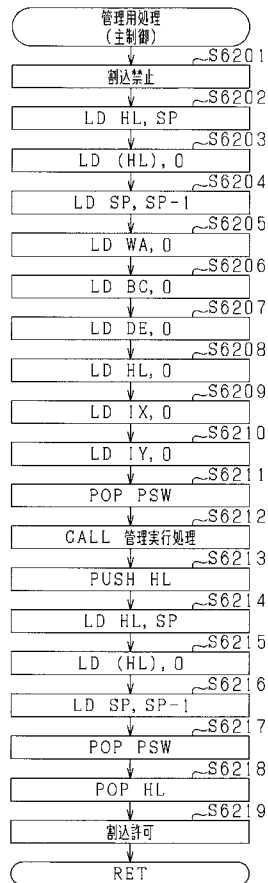 管理用処理
(主制御)
S6201
割込禁止
S6202
LD HL, SP
S6203
LD (HL), 0
S6204
LD SP, SP-1
S6205
LD WA, 0
S6206
LD BC, 0
S6207
LD DE, 0
S6208
LD HL, 0
S6209
LD IX, 0
S6210
LD IY, 0
S6211
POP PSW
S6212
CALL 管理実行処理
S6213
PUSH HL
S6214
LD HL, SP
S6215
LD (HL), 0
S6216
LD SP, SP-1
S6217
POP PSW
S6218
POP HL
S6219
割込許可
RET